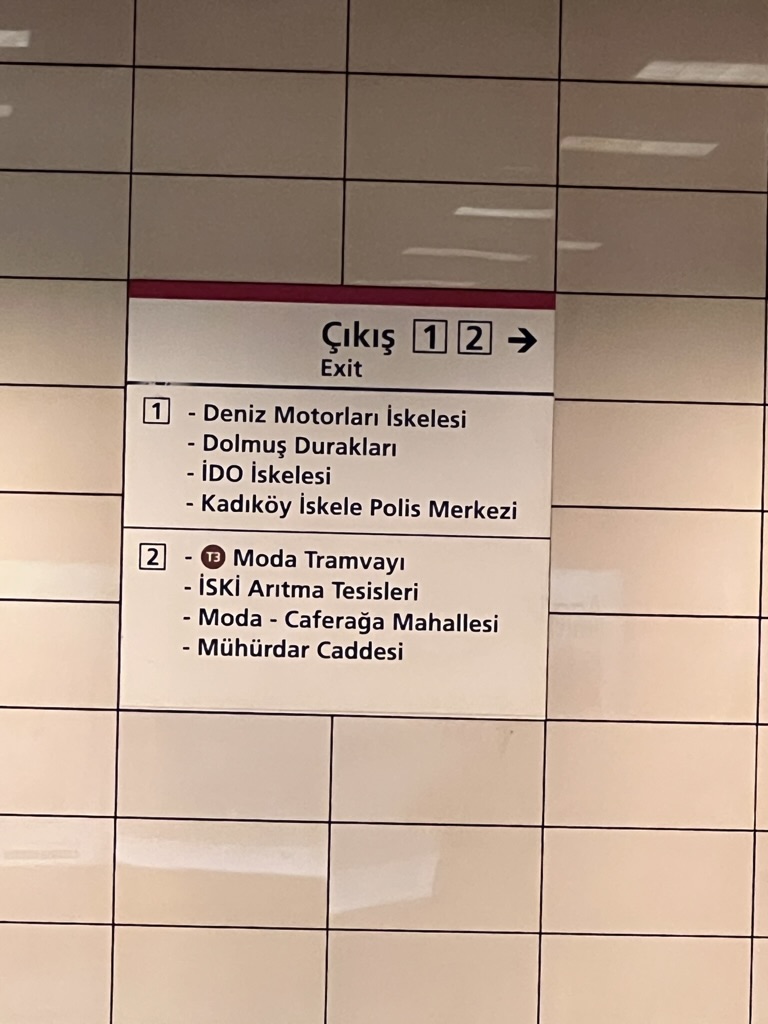 Çıkış 1 2 →
Exit
1 - Deniz Motorları İskelesi
- Dolmuş Durakları
- İDO İskelesi
- Kadıköy İskele Polis Merkezi
2 - T3 Moda Tramvayı
- İSKİ Arıtma Tesisleri
- Moda - Caferağa Mahallesi
- Mühürdar Caddesi